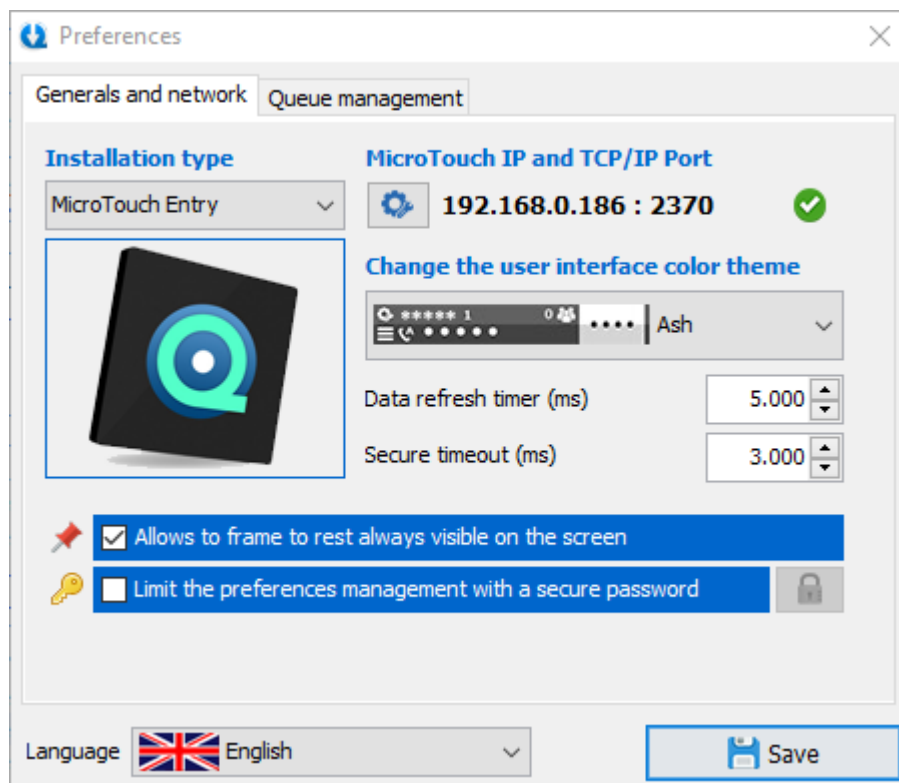 Preferences
Generals and network
Queue management
Installation type
MicroTouch IP and TCP/IP Port
MicroTouch Entry
192.168.0.186 : 2370
Change the user interface color theme
***** 1 0
Ash
Data refresh timer (ms)
5.000
Secure timeout (ms)
3.000
Allows to frame to rest always visible on the screen
Limit the preferences management with a secure password
Language
English
Save